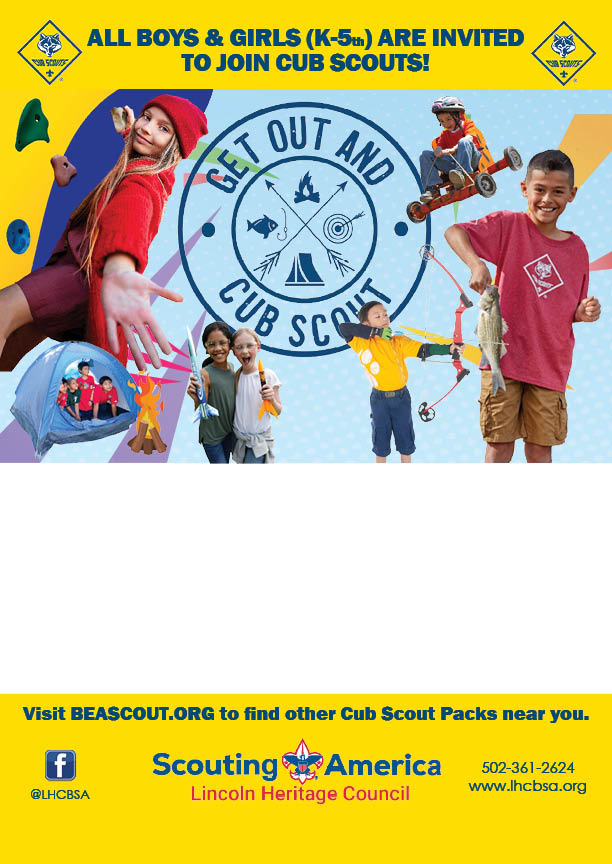 ALL BOYS & GIRLS (K-5th) ARE INVITED
TO JOIN CUB SCOUTS!
CUB SCOUTS
CUB SCOUTS
GET OUT AND
CUB SCOUT
Visit BEASCOUT.ORG to find other Cub Scout Packs near you.
f
@LHCBSA
Scouting America
Lincoln Heritage Council
502-361-2624
www.lhcbsa.org